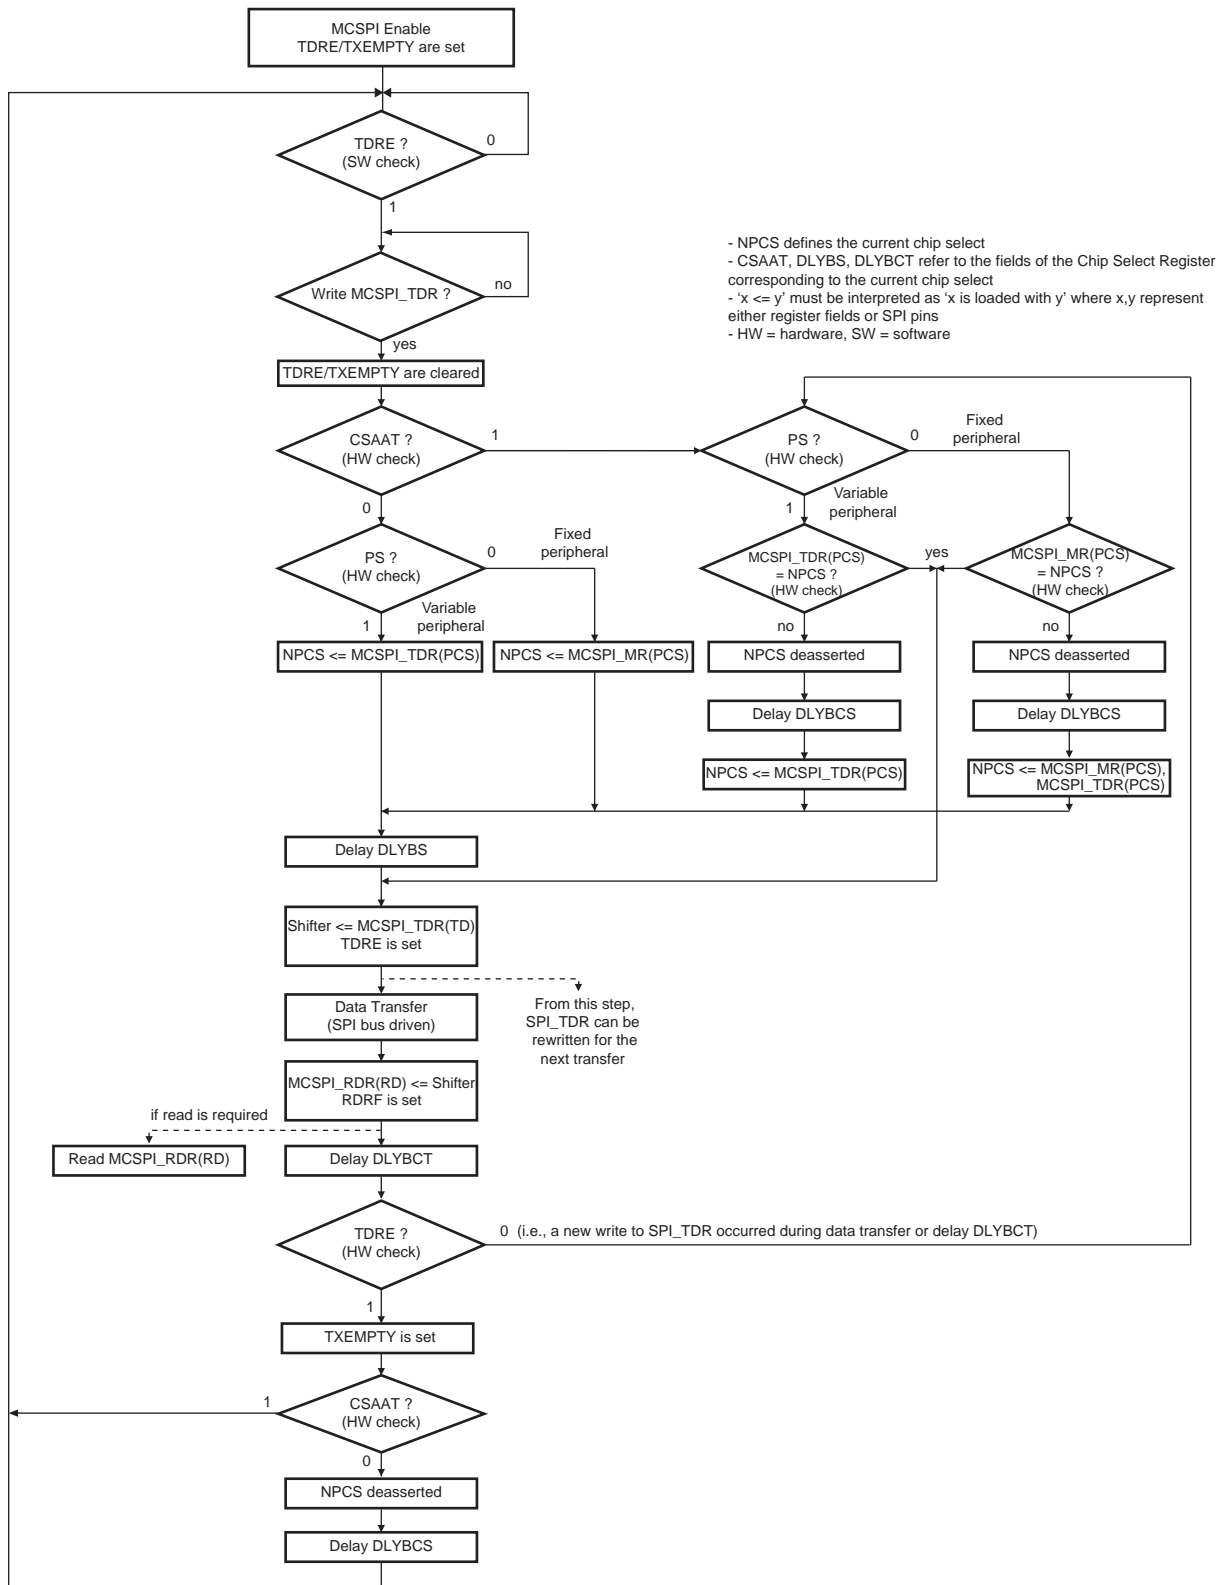 MCSPI Enable
TDRE/TXEMPTY are set
TDRE ?
(SW check)
0
1
- NPCS defines the current chip select
- CSAAT, DLYBS, DLYBCT refer to the fields of the Chip Select Register
corresponding to the current chip select
- ‘x <= y’ must be interpreted as ‘x is loaded with y’ where x,y represent
either register fields or SPI pins
- HW = hardware, SW = software
Write MCSPI_TDR ?
no
yes
TDRE/TXEMPTY are cleared
CSAAT ?
(HW check)
1
0
PS ?
(HW check)
0
Fixed
peripheral
1
Variable
peripheral
PS ?
(HW check)
0
Fixed
peripheral
1
Variable
peripheral
MCSPI_TDR(PCS)
= NPCS ?
(HW check)
yes
MCSPI_MR(PCS)
= NPCS ?
(HW check)
no
no
NPCS <= MCSPI_TDR(PCS)
NPCS <= MCSPI_MR(PCS)
NPCS deasserted
NPCS deasserted
Delay DLYBCS
Delay DLYBCS
NPCS <= MCSPI_TDR(PCS)
NPCS <= MCSPI_MR(PCS),
MCSPI_TDR(PCS)
Delay DLYBS
Shifter <= MCSPI_TDR(TD)
TDRE is set
Data Transfer
(SPI bus driven)
From this step,
SPI_TDR can be
rewritten for the
next transfer
MCSPI_RDR(RD) <= Shifter
RDRF is set
if read is required
Read MCSPI_RDR(RD)
Delay DLYBCT
TDRE ?
(HW check)
0 (i.e., a new write to SPI_TDR occurred during data transfer or delay DLYBCT)
1
TXEMPTY is set
CSAAT ?
(HW check)
1
0
NPCS deasserted
Delay DLYBCS